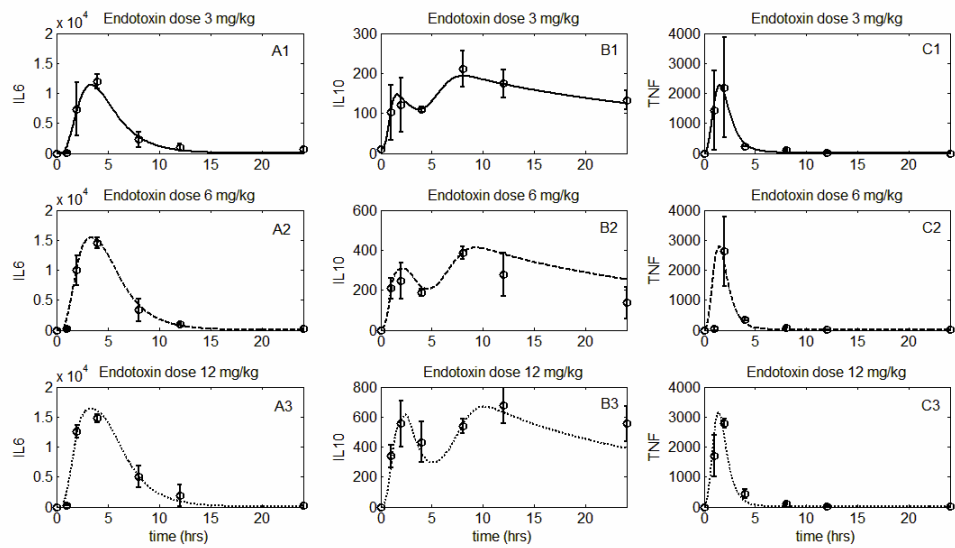 Endotoxin dose 3 mg/kg
x 10^4
2
1.5
1
0.5
0
IL6
A1
0 5 10 15 20
Endotoxin dose 3 mg/kg
300
200
100
0
IL10
B1
0 5 10 15 20
Endotoxin dose 3 mg/kg
4000
3000
2000
1000
0
TNF
C1
0 5 10 15 20
Endotoxin dose 6 mg/kg
x 10^4
2
1.5
1
0.5
0
IL6
A2
0 5 10 15 20
Endotoxin dose 6 mg/kg
600
400
200
0
IL10
B2
0 5 10 15 20
Endotoxin dose 6 mg/kg
4000
3000
2000
1000
0
TNF
C2
0 5 10 15 20
Endotoxin dose 12 mg/kg
x 10^4
2
1.5
1
0.5
0
IL6
A3
0 5 10 15 20
time (hrs)
Endotoxin dose 12 mg/kg
800
600
400
200
0
IL10
B3
0 5 10 15 20
time (hrs)
Endotoxin dose 12 mg/kg
4000
3000
2000
1000
0
TNF
C3
0 5 10 15 20
time (hrs)